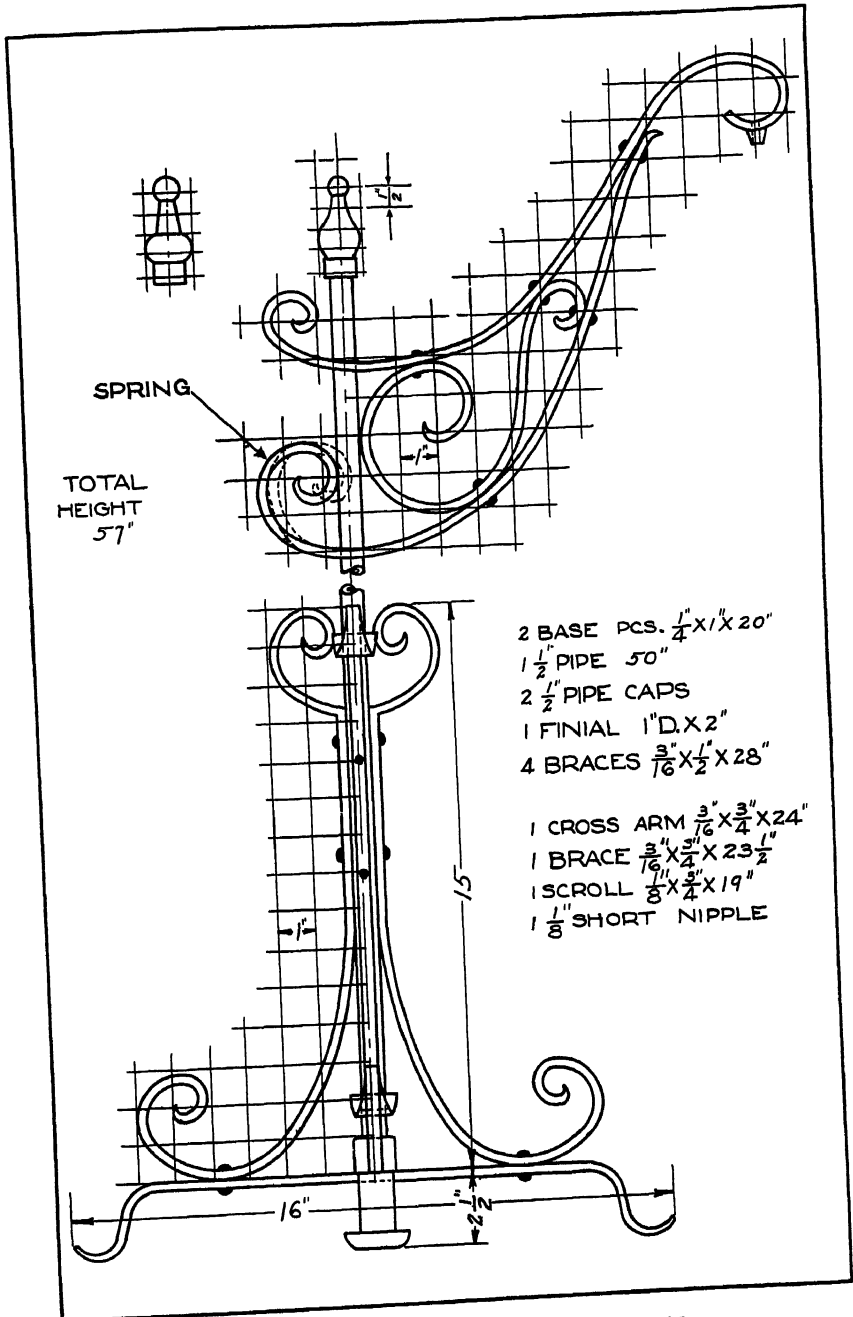 1/2"
SPRING
TOTAL
HEIGHT
57"
1"
2 BASE PCS. 1/4"X1"X20"
1 1/2" PIPE 50"
2 1/2" PIPE CAPS
1 FINIAL 1"D.X2"
4 BRACES 3/16"X1/2"X28"
1 CROSS ARM 3/16"X3/4"X24"
1 BRACE 3/16"X3/4"X23 1/2"
1 SCROLL 1/8"X3/4"X19"
1 1/8" SHORT NIPPLE
15
1"
16"
2 1/2"